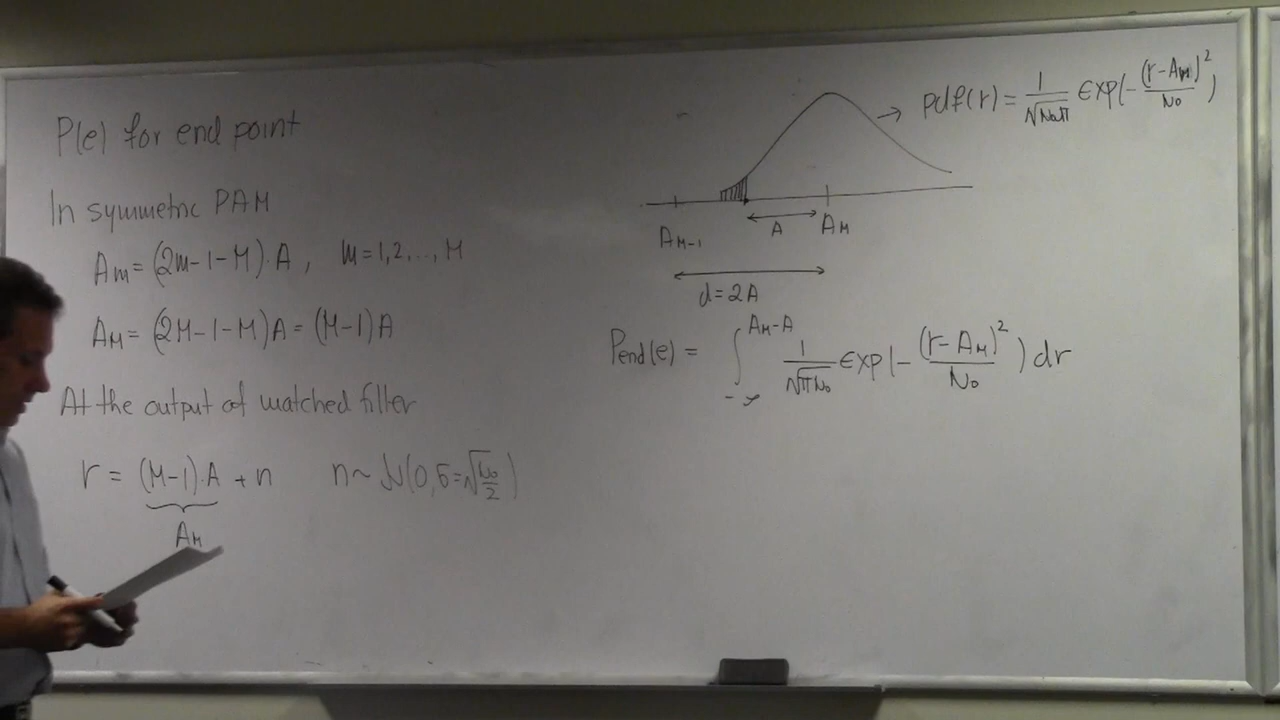 P(e) for end point
In symmetric PAM
Am = (2m-1-M)·A , m=1,2,..., M
AM = (2M-1-M)A = (M-1)A
At the output of matched filter
r = (M-1)·A + n n~N(0,σ=√(N₀/2))
AM
→ pdf(r) = 1/√(N₀π) exp(-(r-AM)²/N₀)
A
AM-1 AM
d=2A
Pend(e) = ∫_{-∞}^{AM-A} 1/√(πN₀) exp(-(r-AM)²/N₀) dr